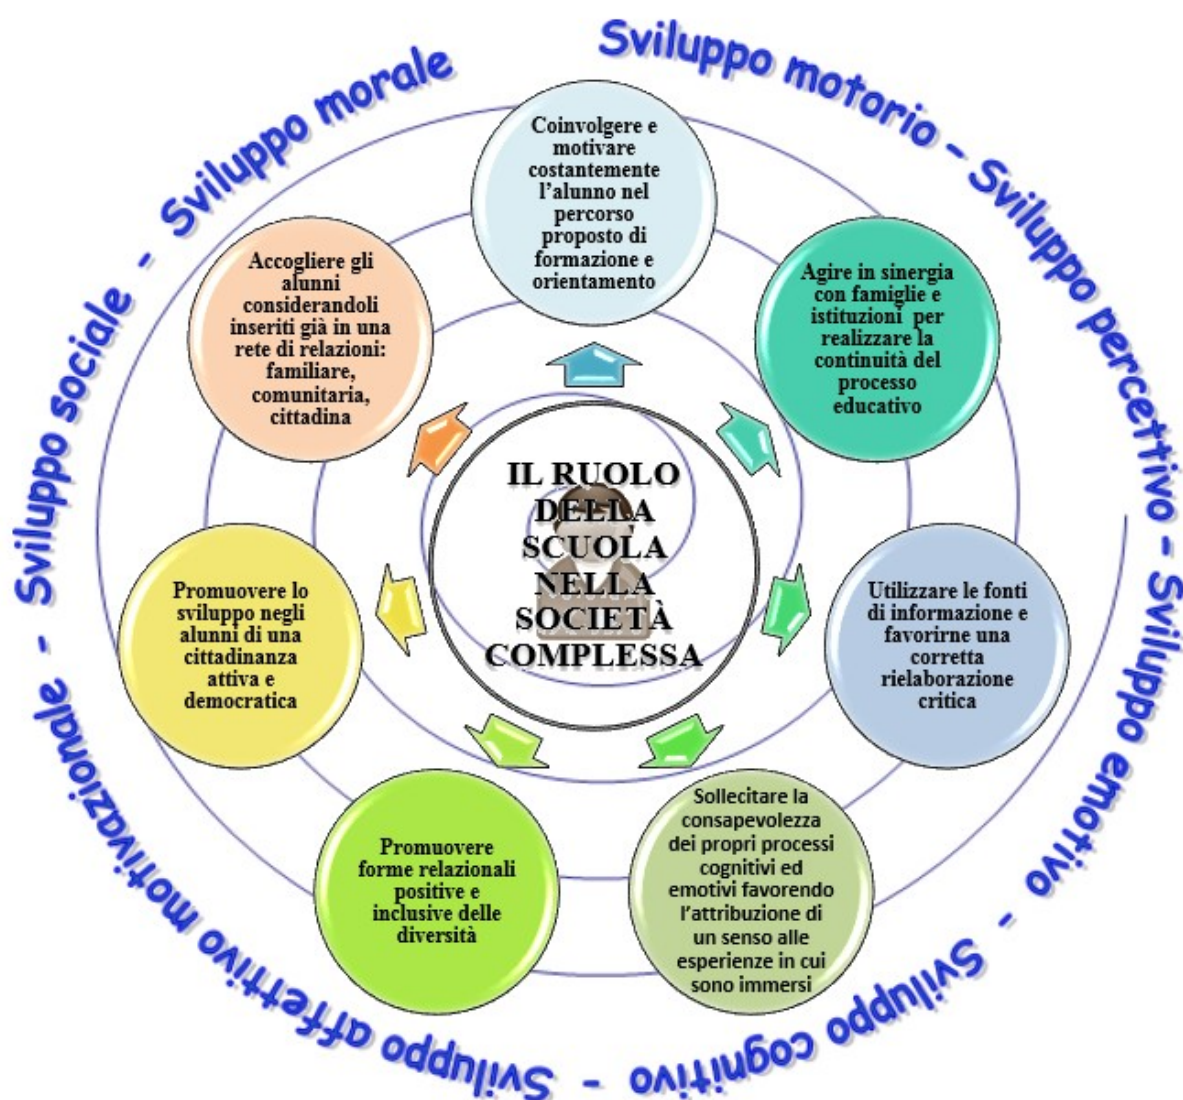 Sviluppo motorio - Sviluppo percettivo - Sviluppo emotivo - Sviluppo cognitivo - Sviluppo affettivo motivazionale - Sviluppo sociale - Sviluppo morale
IL RUOLO
DELLA
SCUOLA
NELLA
SOCIETÀ
COMPLESSA
Coinvolgere e
motivare
costantemente
l'alunno nel
percorso
proposto di
formazione e
orientamento
Agire in sinergia
con famiglie e
istituzioni per
realizzare la
continuità del
processo
educativo
Utilizzare le fonti
di informazione e
favorirne una
corretta
rielaborazione
critica
Sollecitare la
consapevolezza
dei propri processi
cognitivi ed
emotivi favorendo
l'attribuzione di
un senso alle
esperienze in cui
sono immersi
Promuovere
forme relazionali
positive e
inclusive delle
diversità
Promuovere lo
sviluppo negli
alunni di una
cittadinanza
attiva e
democratica
Accogliere gli
alunni
considerandoli
inseriti già in una
rete di relazioni:
familiare,
comunitaria,
cittadina